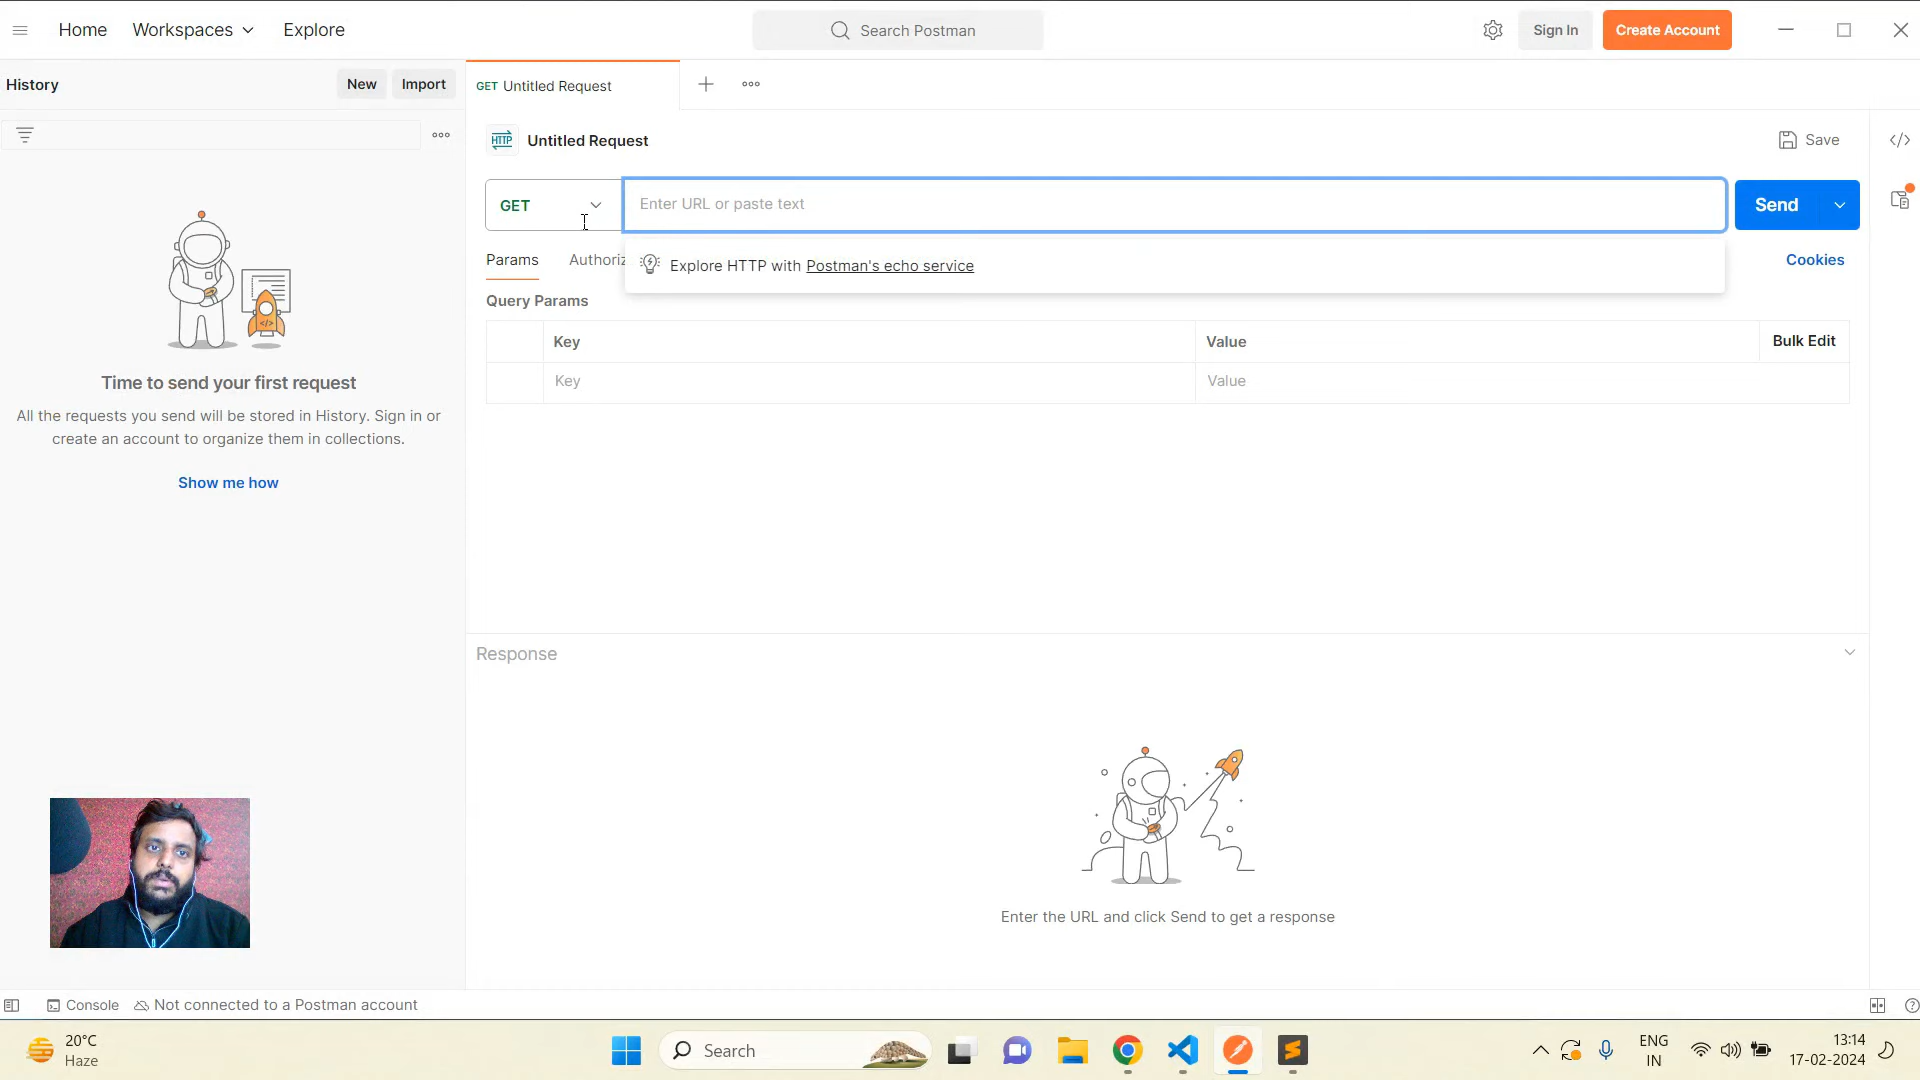 Home Workspaces Explore Search Postman Sign In Create Account
History New Import
GET Untitled Request
HTTP Untitled Request Save
GET Enter URL or paste text Send
Params Authoriz Cookies
Explore HTTP with Postman's echo service
Query Params
Key Value Bulk Edit
Key Value
Time to send your first request
All the requests you send will be stored in History. Sign in or
create an account to organize them in collections.
Show me how
Response
Enter the URL and click Send to get a response
Console Not connected to a Postman account
20°C
Haze
Search
ENG
IN
13:14
17-02-2024